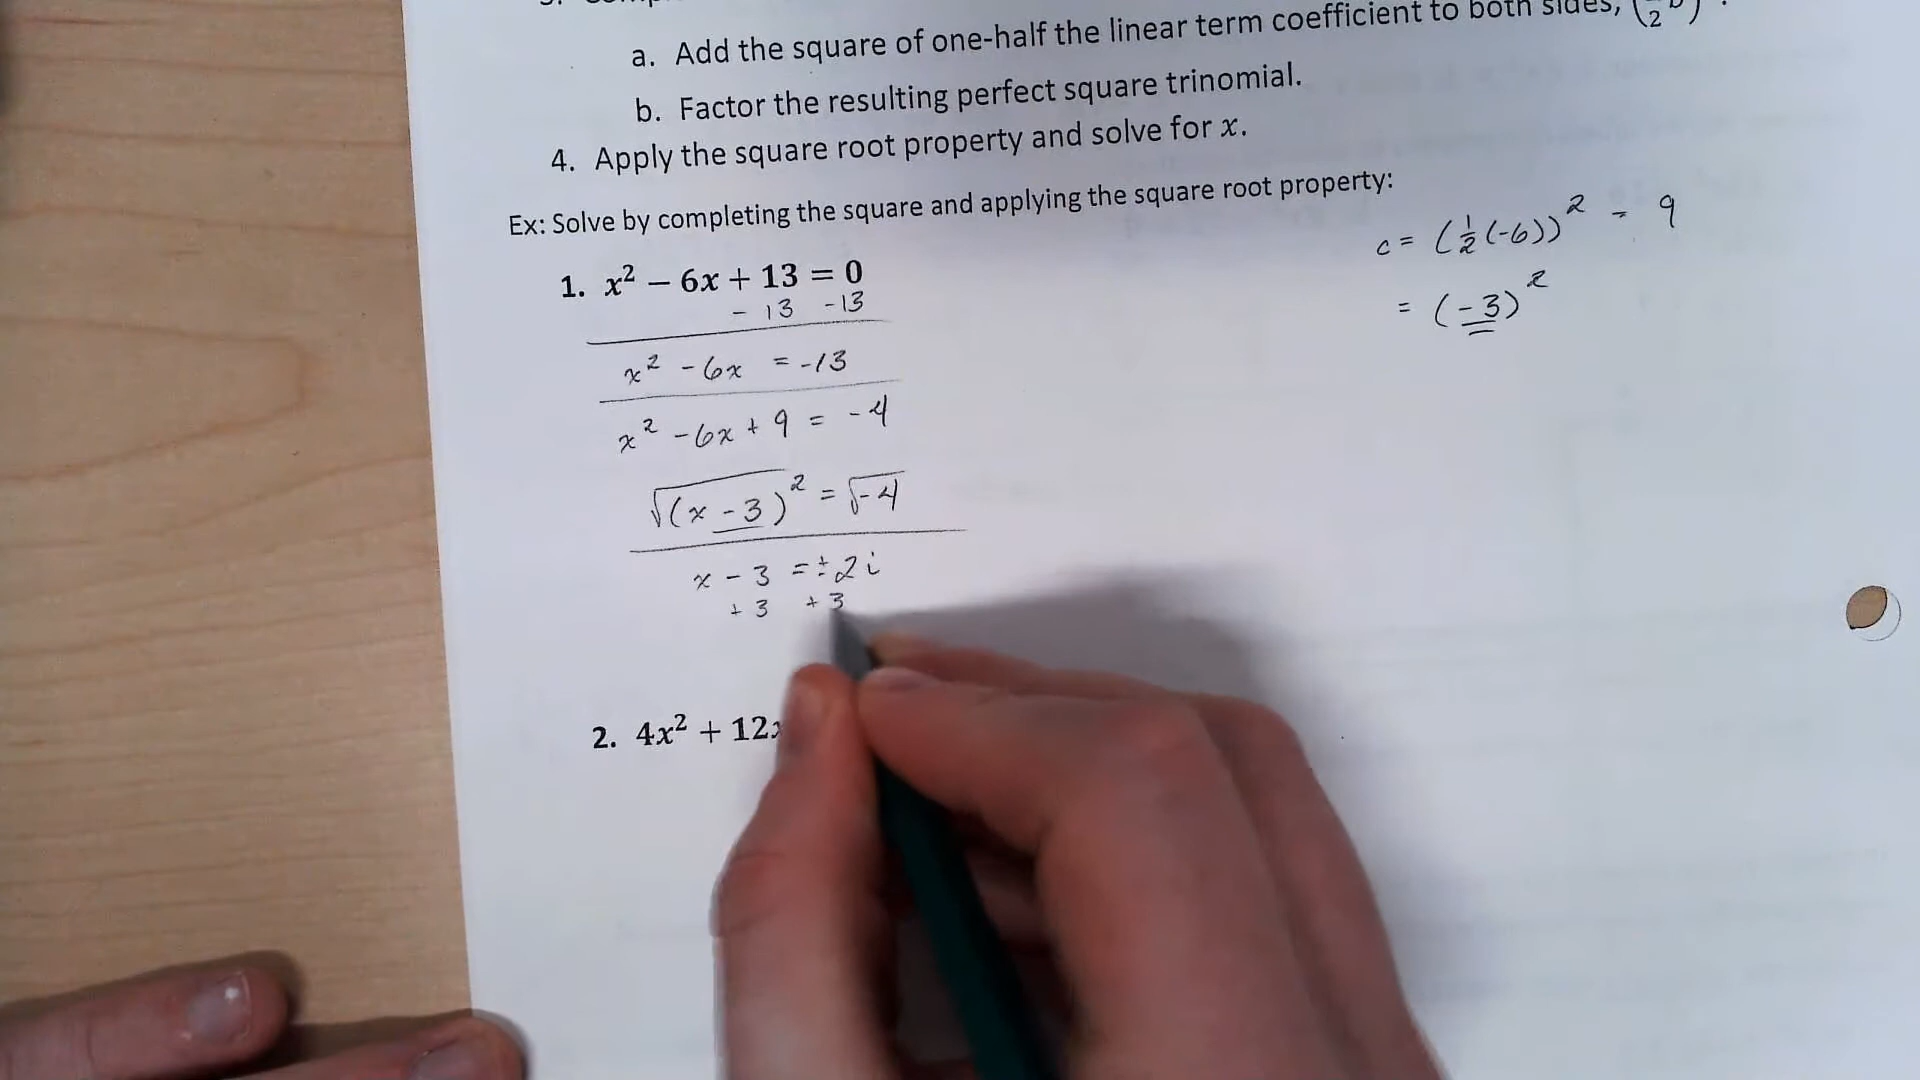 a. Add the square of one-half the linear term coefficient to both sides,
b. Factor the resulting perfect square trinomial.
4. Apply the square root property and solve for x.
Ex: Solve by completing the square and applying the square root property:
1. x² − 6x + 13 = 0
− 13 −13
x² − 6x = −13
x² − 6x + 9 = −4
√(x − 3)² = √−4
x − 3 = ± 2i
+ 3 + 3
c = (½(−6))² = 9
= (−3)²
2. 4x² + 12x